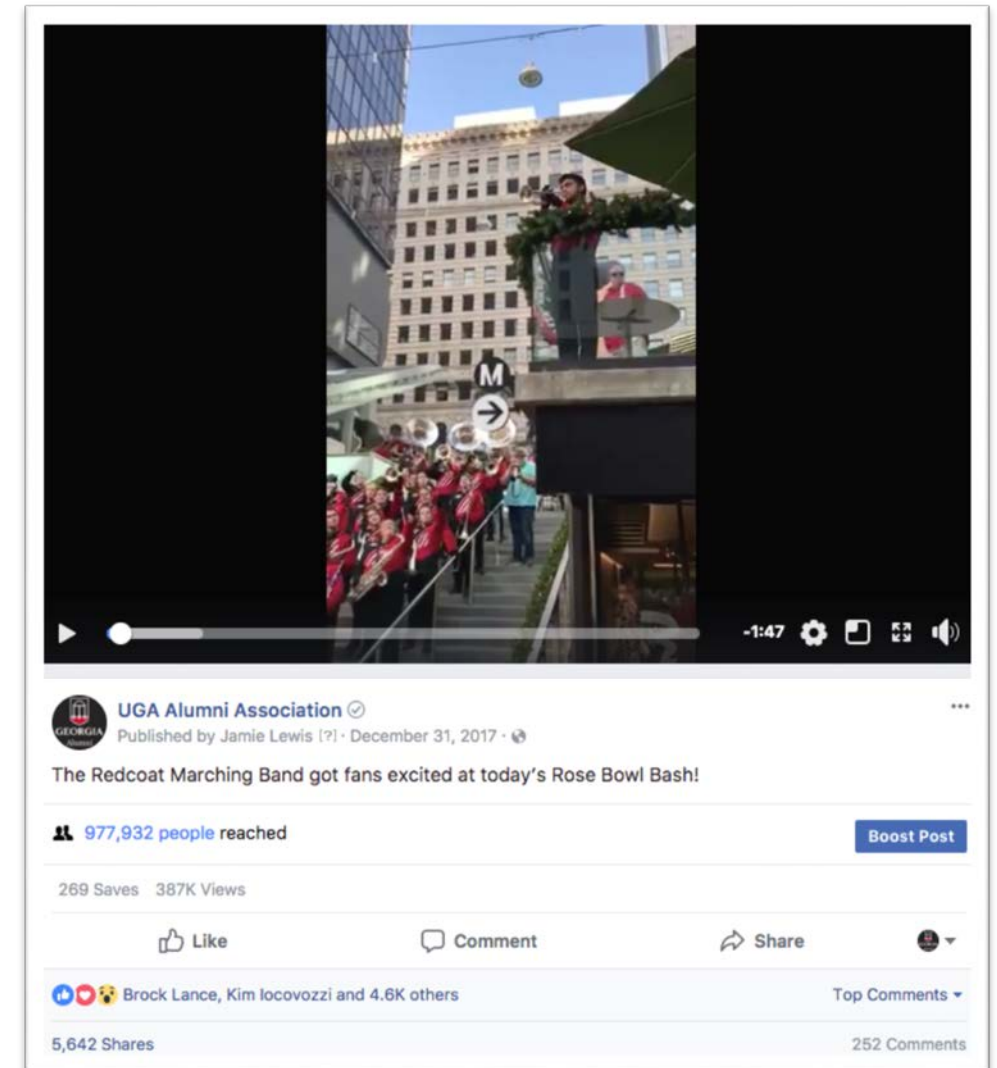 M
-1:47
GEORGIA
Alumni
UGA Alumni Association
Published by Jamie Lewis [?] · December 31, 2017 ·
The Redcoat Marching Band got fans excited at today's Rose Bowl Bash!
977,932 people reached
Boost Post
269 Saves 387K Views
Like Comment Share
Brock Lance, Kim Iocovozzi and 4.6K others Top Comments
5,642 Shares 252 Comments